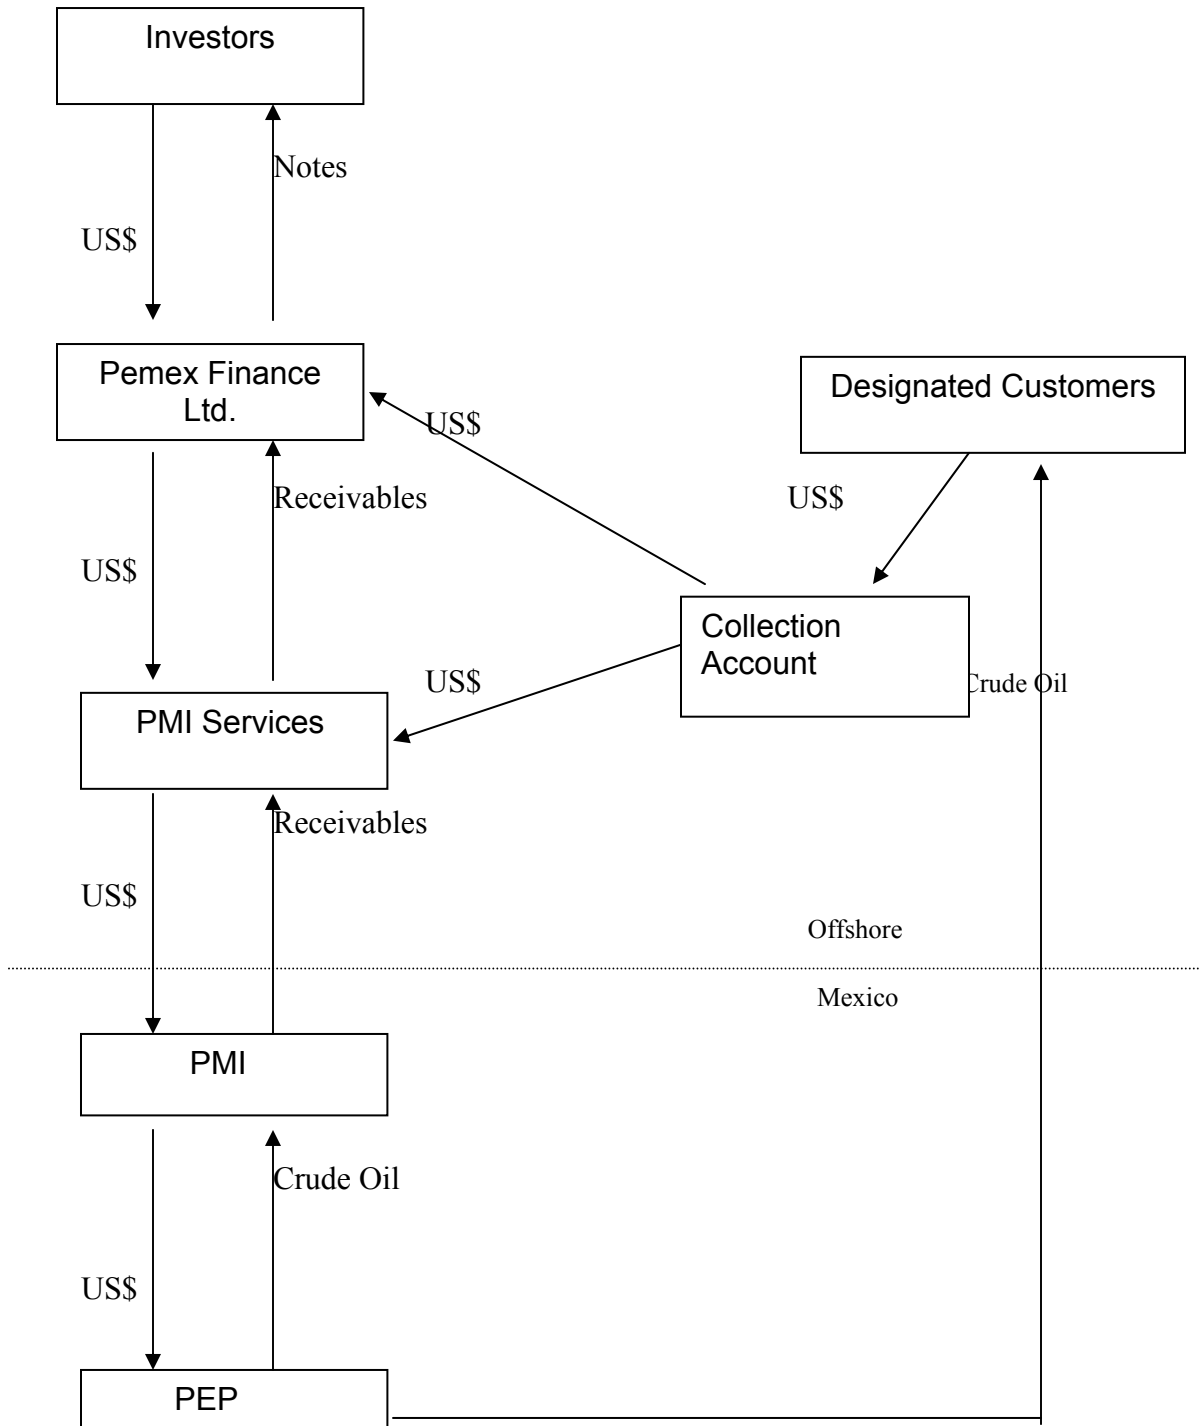 Investors
Notes
US$
Pemex Finance
Ltd.
Designated Customers
US$
Receivables
US$
US$
Collection
Account
US$
Crude Oil
PMI Services
Receivables
US$
Offshore
Mexico
PMI
Crude Oil
US$
PEP